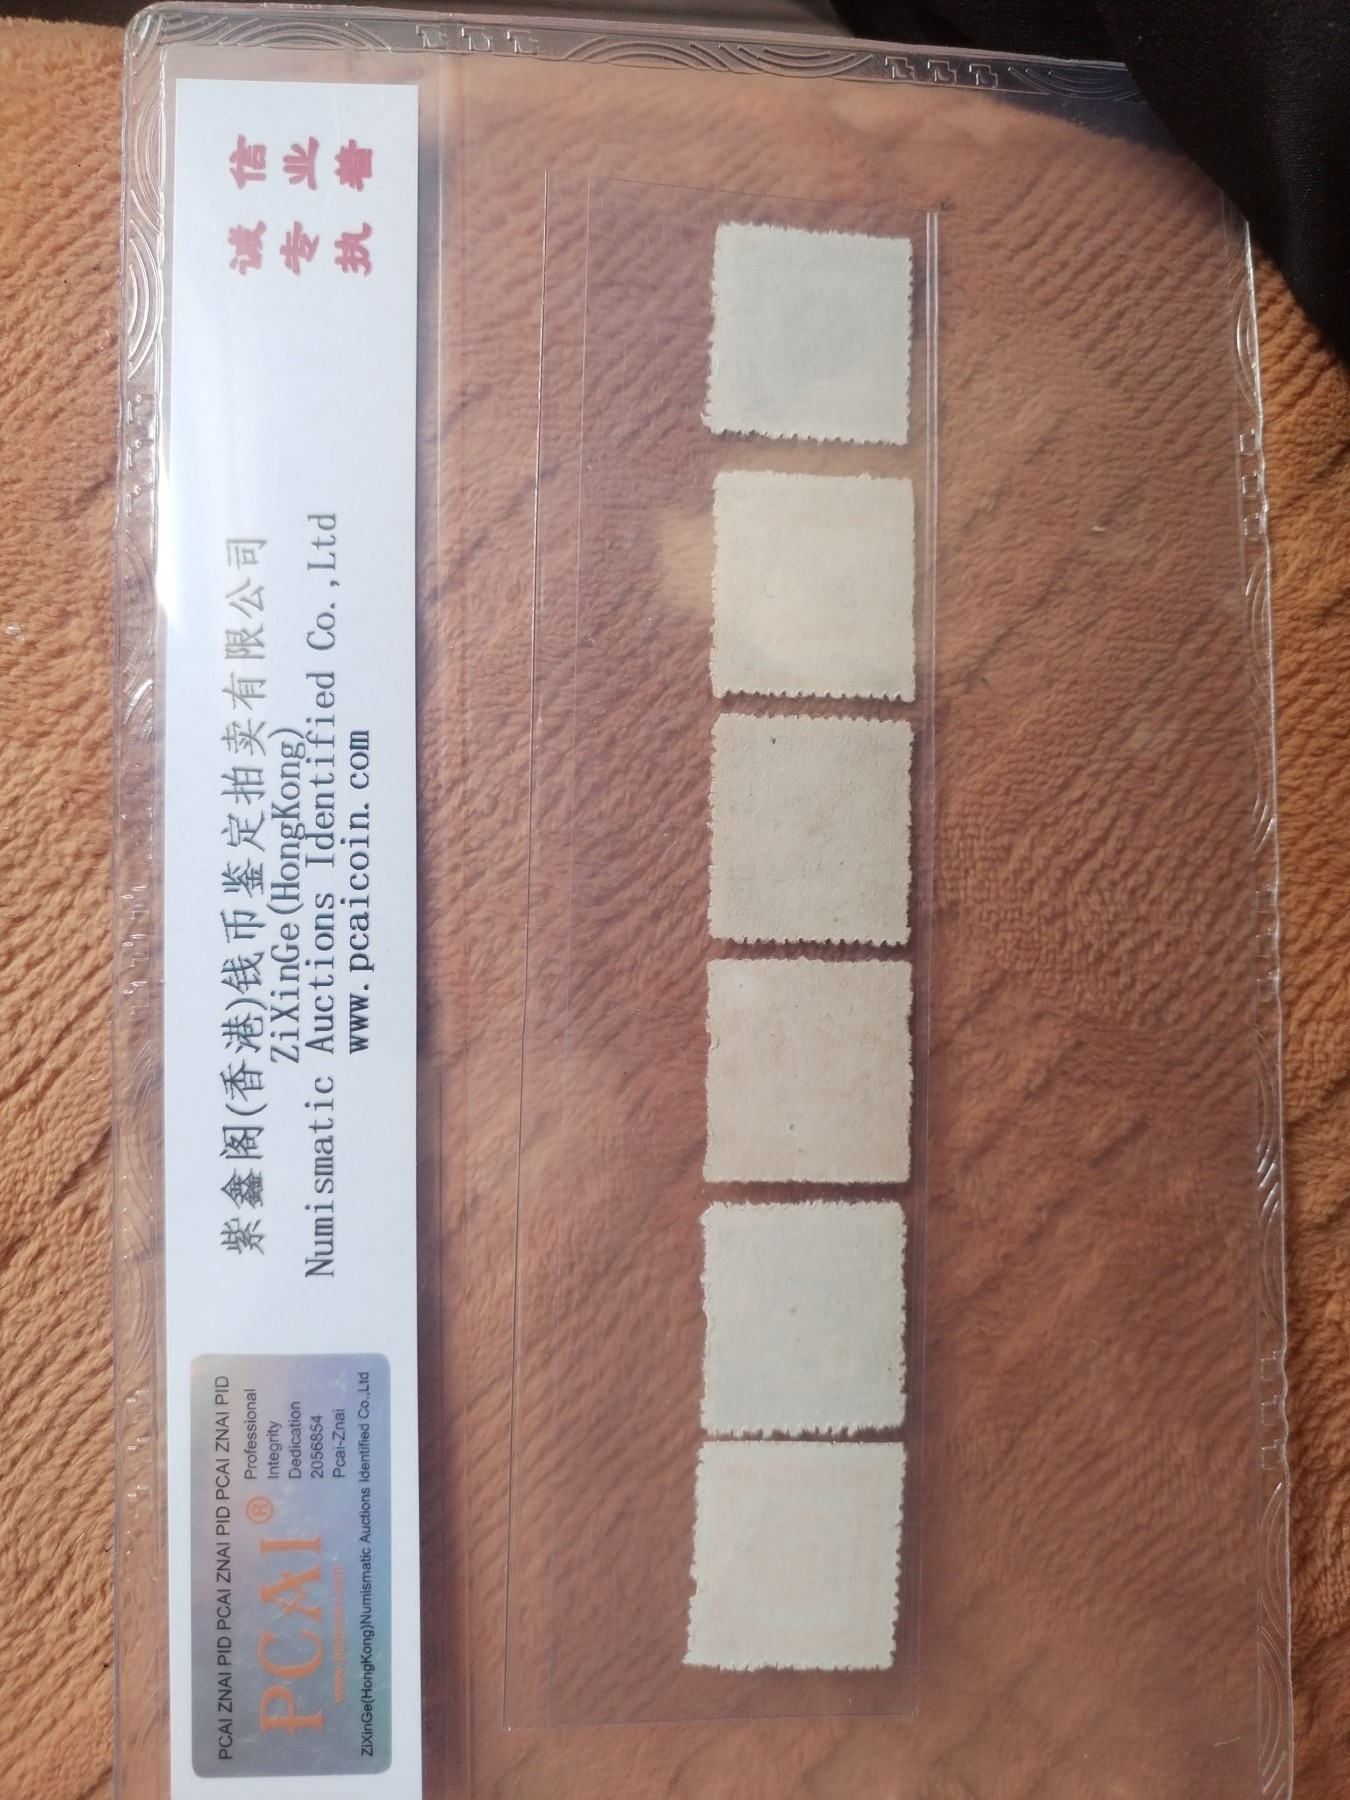 PCAI ZNAI PID PCAI ZNAI PID PCAI ZNAI PID
PCAI®
Professional
Integrity
Dedication
2056854
Pcai-Znai
ZiXinGe(HongKong)Numismatic Auctions Identified Co.,Ltd
紫鑫阁(香港)钱币鉴定拍卖有限公司
ZiXinGe(HongKong)
Numismatic Auctions Identified Co.,Ltd
www.pcaicoin.com
诚信
专业
执着